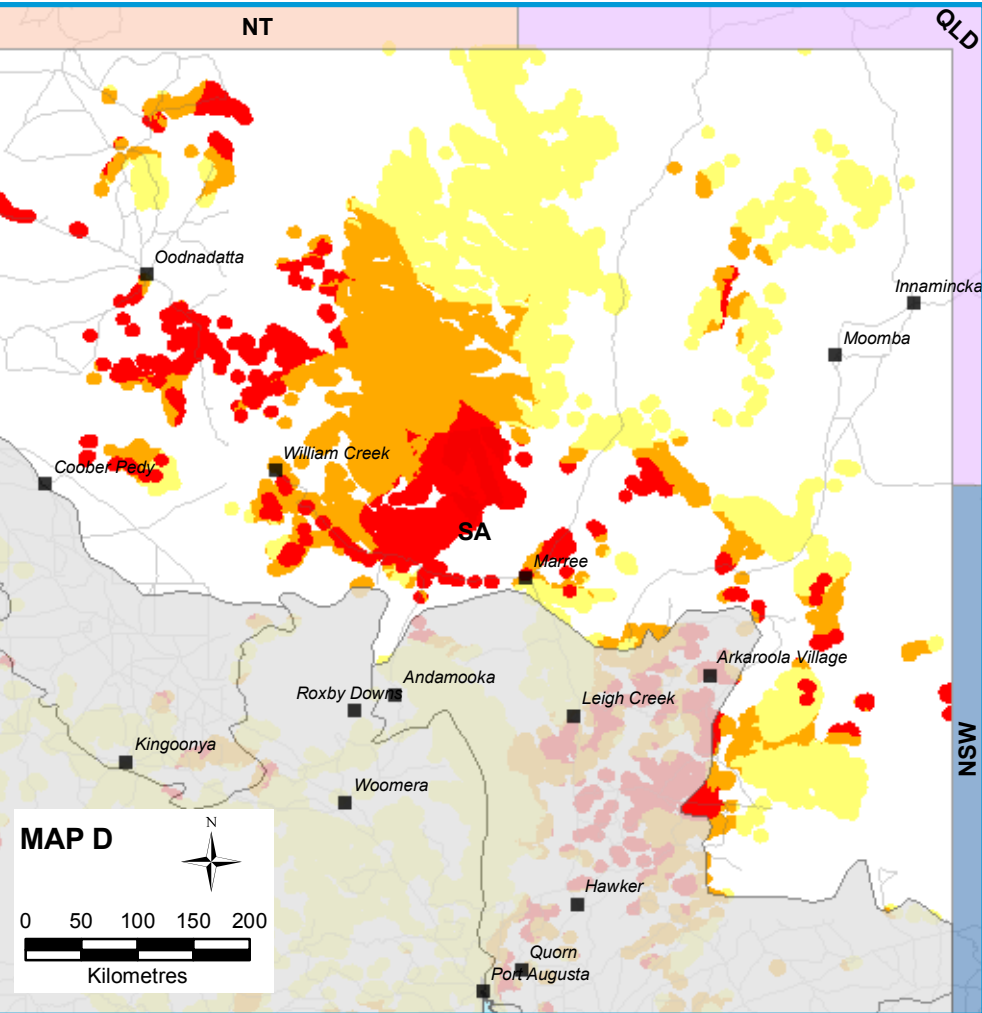 NT
QLD
Oodnadatta
Innamincka
Moomba
William Creek
Coober Pedy
SA
Marree
Arkaroola Village
Andamooka
Roxby Downs
Leigh Creek
NSW
Kingoonya
Woomera
MAP D
N
0 50 100 150 200
Kilometres
Hawker
Quorn
Port Augusta